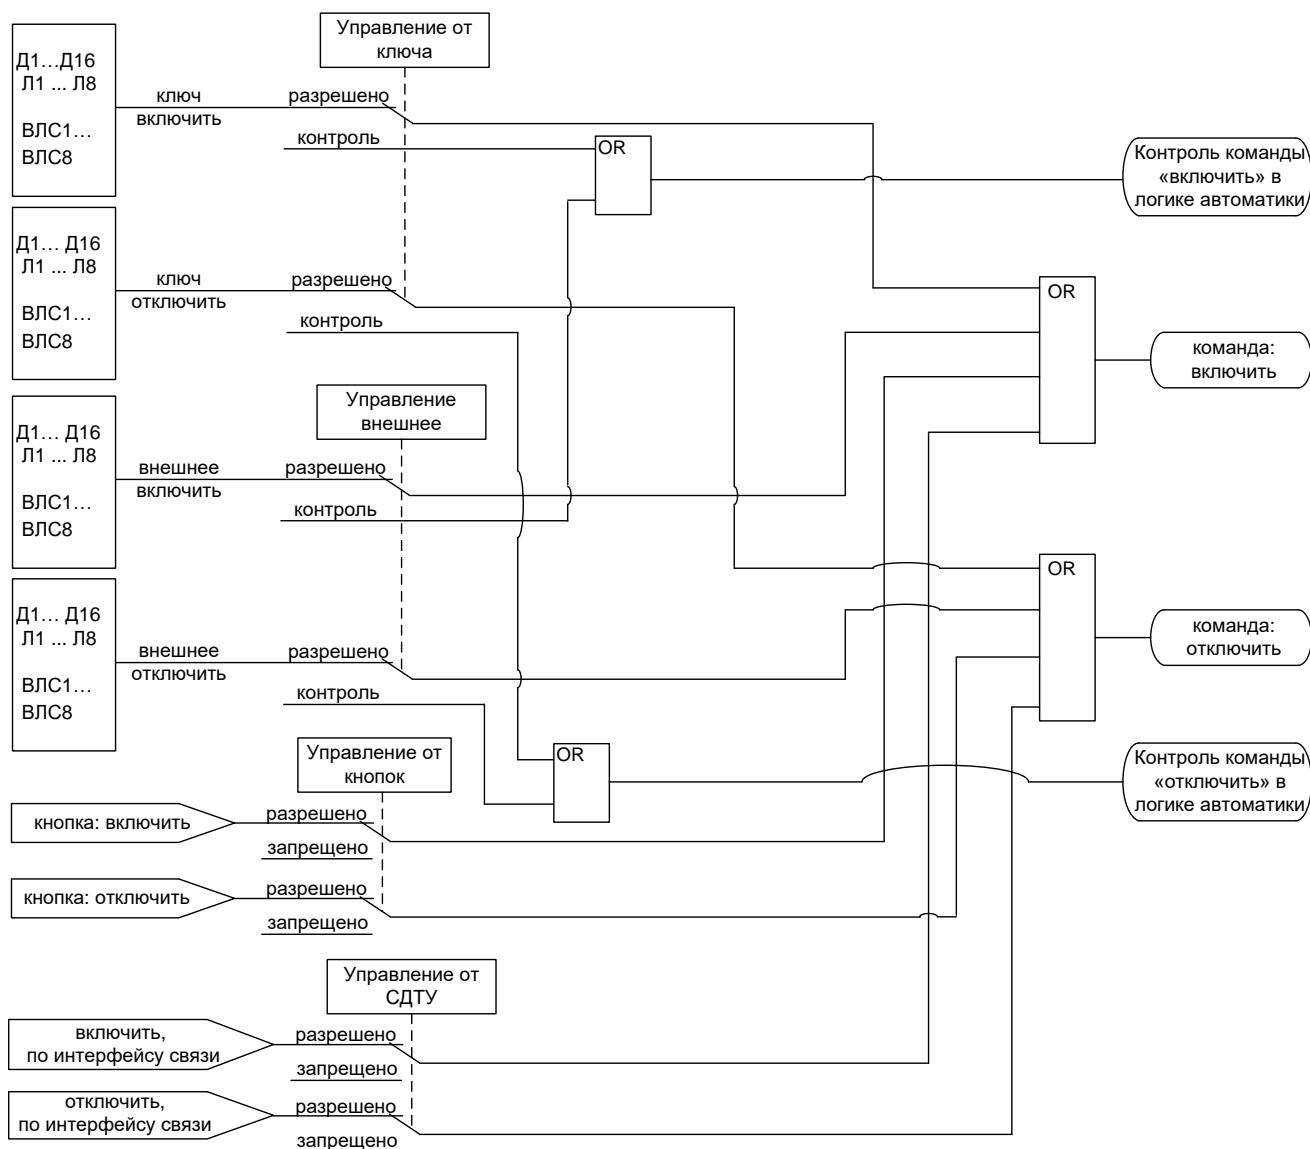 Д1...Д16
Л1 ... Л8
ВЛС1...
ВЛС8
ключ
включить
Управление от
ключа
разрешено
контроль
OR
Контроль команды
«включить» в
логике автоматики
Д1... Д16
Л1 ... Л8
ВЛС1...
ВЛС8
ключ
отключить
разрешено
контроль
OR
команда:
включить
Д1... Д16
Л1 ... Л8
ВЛС1...
ВЛС8
внешнее
включить
Управление
внешнее
разрешено
контроль
OR
команда:
отключить
Д1... Д16
Л1 ... Л8
ВЛС1...
ВЛС8
внешнее
отключить
разрешено
контроль
OR
Контроль команды
«отключить» в
логике автоматики
Управление от
кнопок
кнопка: включить
разрешено
запрещено
кнопка: отключить
разрешено
запрещено
Управление от
СДТУ
включить,
по интерфейсу связи
разрешено
запрещено
отключить,
по интерфейсу связи
разрешено
запрещено